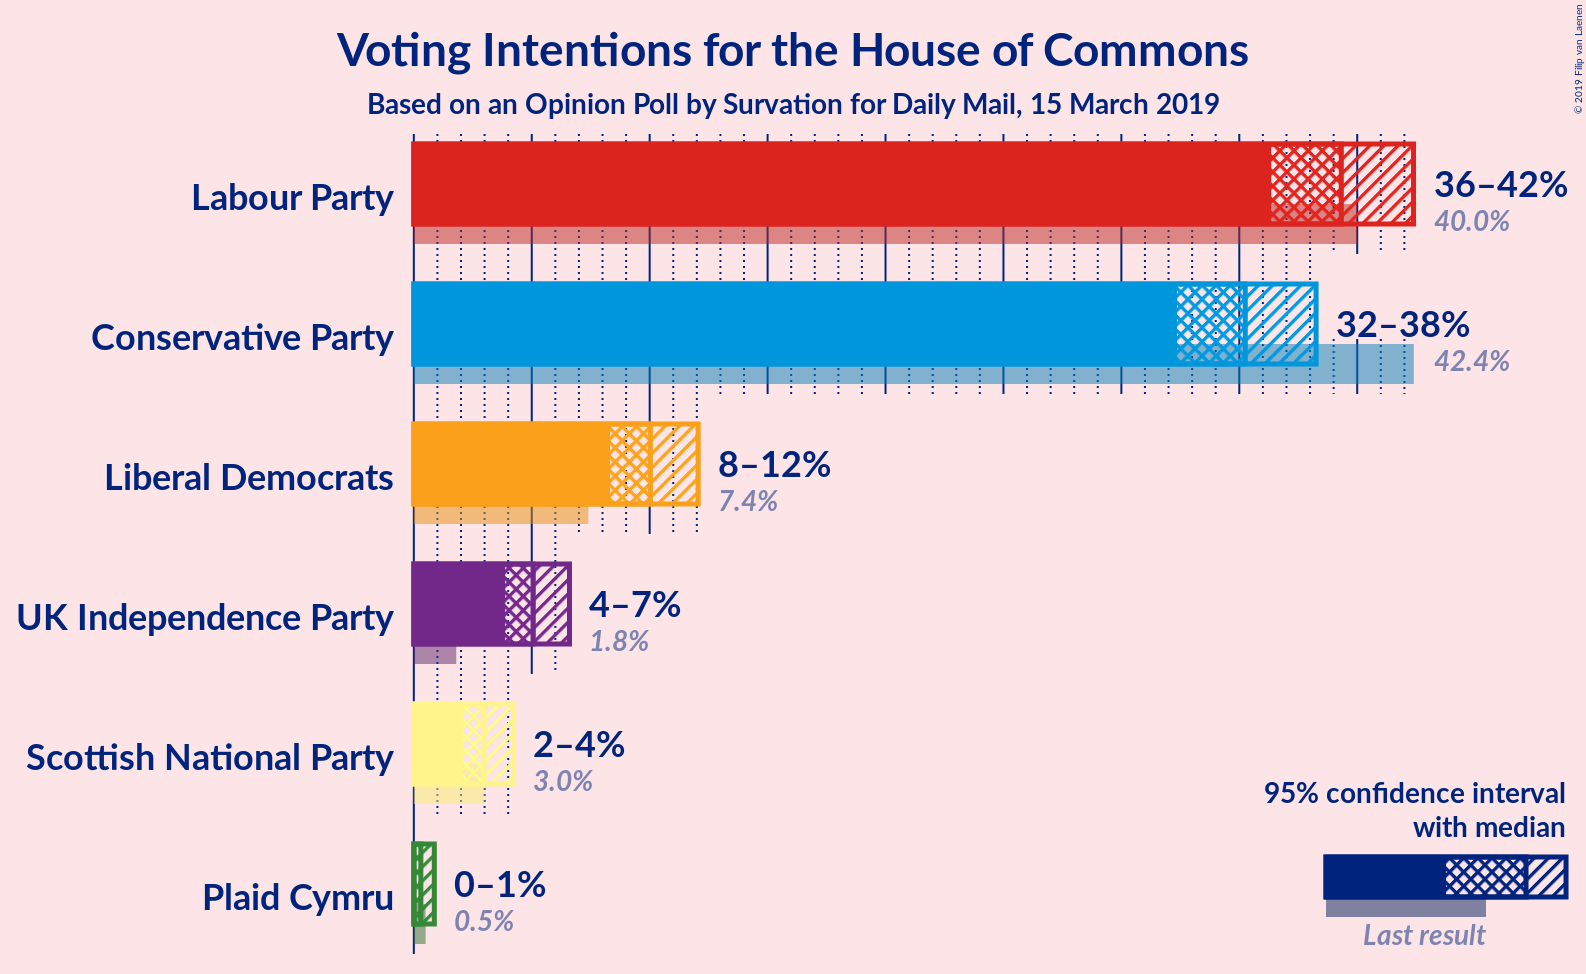 Voting Intentions for the House of Commons
Based on an Opinion Poll by Survation for Daily Mail, 15 March 2019
© 2019 Filip van Laenen
Labour Party
36–42%
40.0%
Conservative Party
32–38%
42.4%
Liberal Democrats
8–12%
7.4%
UK Independence Party
4–7%
1.8%
Scottish National Party
2–4%
3.0%
Plaid Cymru
0–1%
0.5%
95% confidence interval
with median
Last result